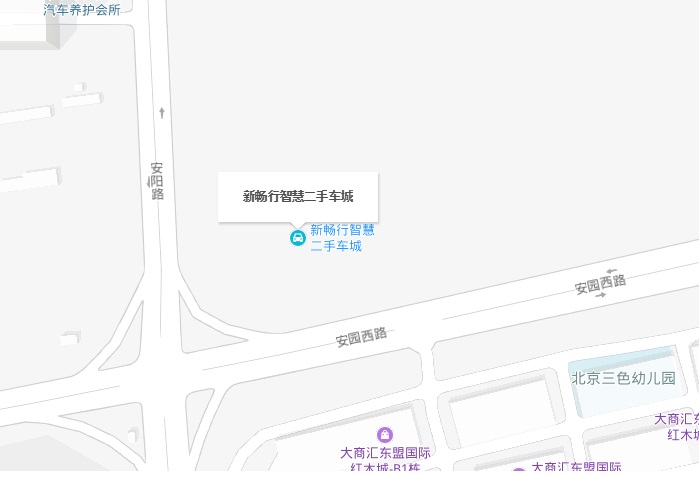 汽车养护会所
安阳路
新畅行智慧二手车城
新畅行智慧
二手车城
安园西路
安园西路
北京三色幼儿园
大商汇东
红木城
大商汇东盟国际
红木城-B1栋
大商汇东盟国际